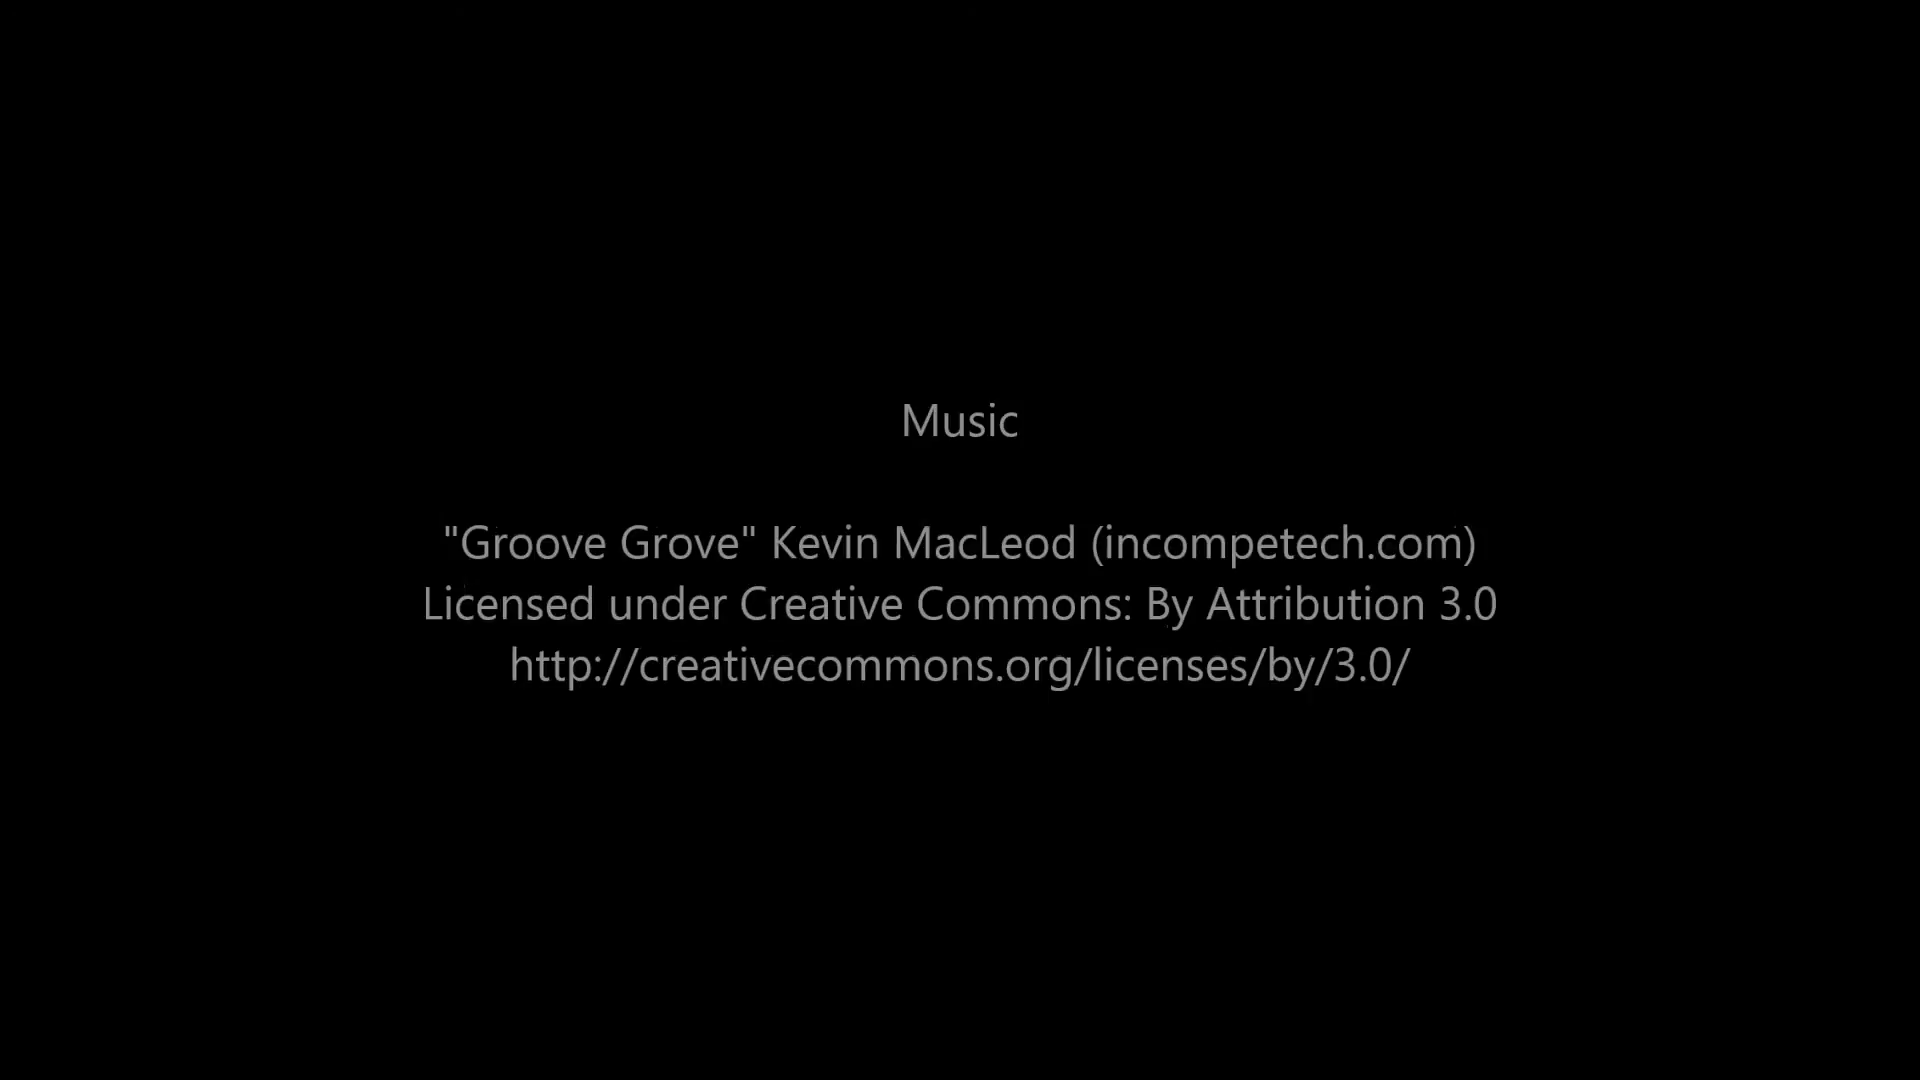 Music
"Groove Grove" Kevin MacLeod (incompetech.com)
Licensed under Creative Commons: By Attribution 3.0
http://creativecommons.org/licenses/by/3.0/